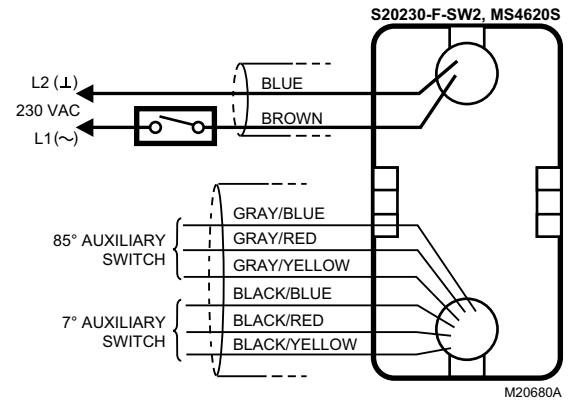 S20230-F-SW2, MS4620S
L2 (⊥)
BLUE
230 VAC
BROWN
L1(∼)
GRAY/BLUE
85° AUXILIARY
SWITCH
GRAY/RED
GRAY/YELLOW
BLACK/BLUE
7° AUXILIARY
SWITCH
BLACK/RED
BLACK/YELLOW
M20680A